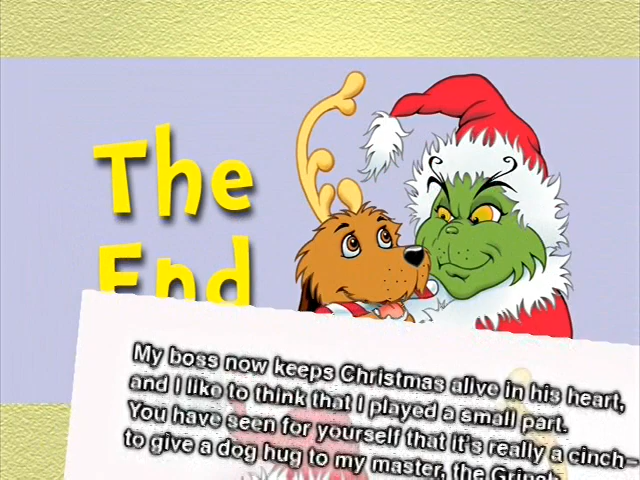 The
End
My boss now keeps Christmas alive in his heart,
and I like to think that I played a small part.
You have seen for yourself that it's really a cinch–
to give a dog hug to my master, the Grinch